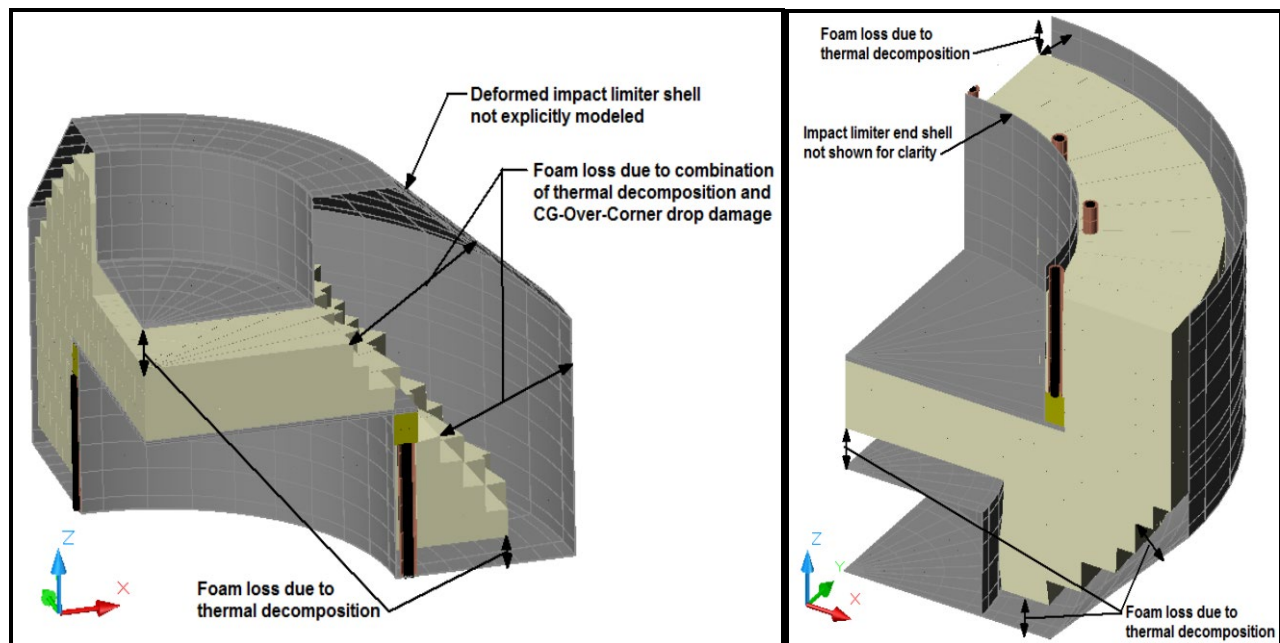 Deformed impact limiter shell
not explicitly modeled
Foam loss due to combination
of thermal decomposition and
CG-Over-Corner drop damage
Z
X
Foam loss due to
thermal decomposition
Foam loss due to
thermal decomposition
Impact limiter end shell
not shown for clarity
Z
Y
X
Foam loss due to
thermal decomposition